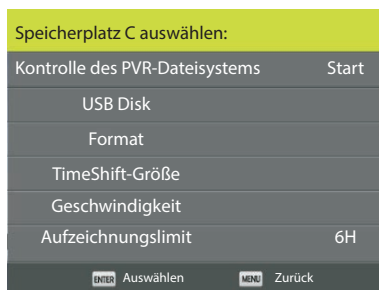 Speicherplatz C auswählen:
Kontrolle des PVR-Dateisystems Start
USB Disk
Format
TimeShift-Größe
Geschwindigkeit
Aufzeichnungslimit 6H
ENTER Auswählen MENU Zurück